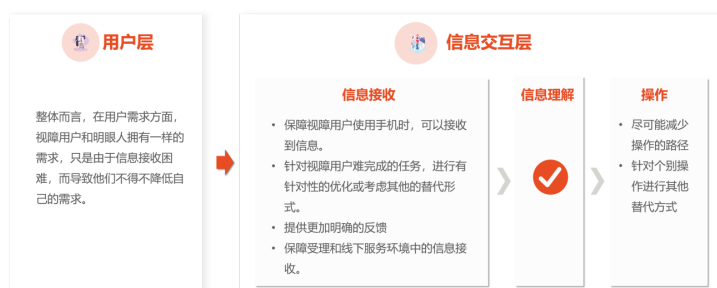 用户层
整体而言，在用户需求方面，
视障用户和明眼人拥有一样的
需求，只是由于信息接收困
难，而导致他们不得不降低自
己的需求。
信息交互层
信息接收
• 保障视障用户使用手机时，可以接收
到信息。
• 针对视障用户难完成的任务，进行有
针对性的优化或考虑其他的替代形
式。
• 提供更加明确的反馈
• 保障受理和线下服务环境中的信息接
收。
信息理解
操作
• 尽可能减少
操作的路径
• 针对个别操
作进行其他
替代方式